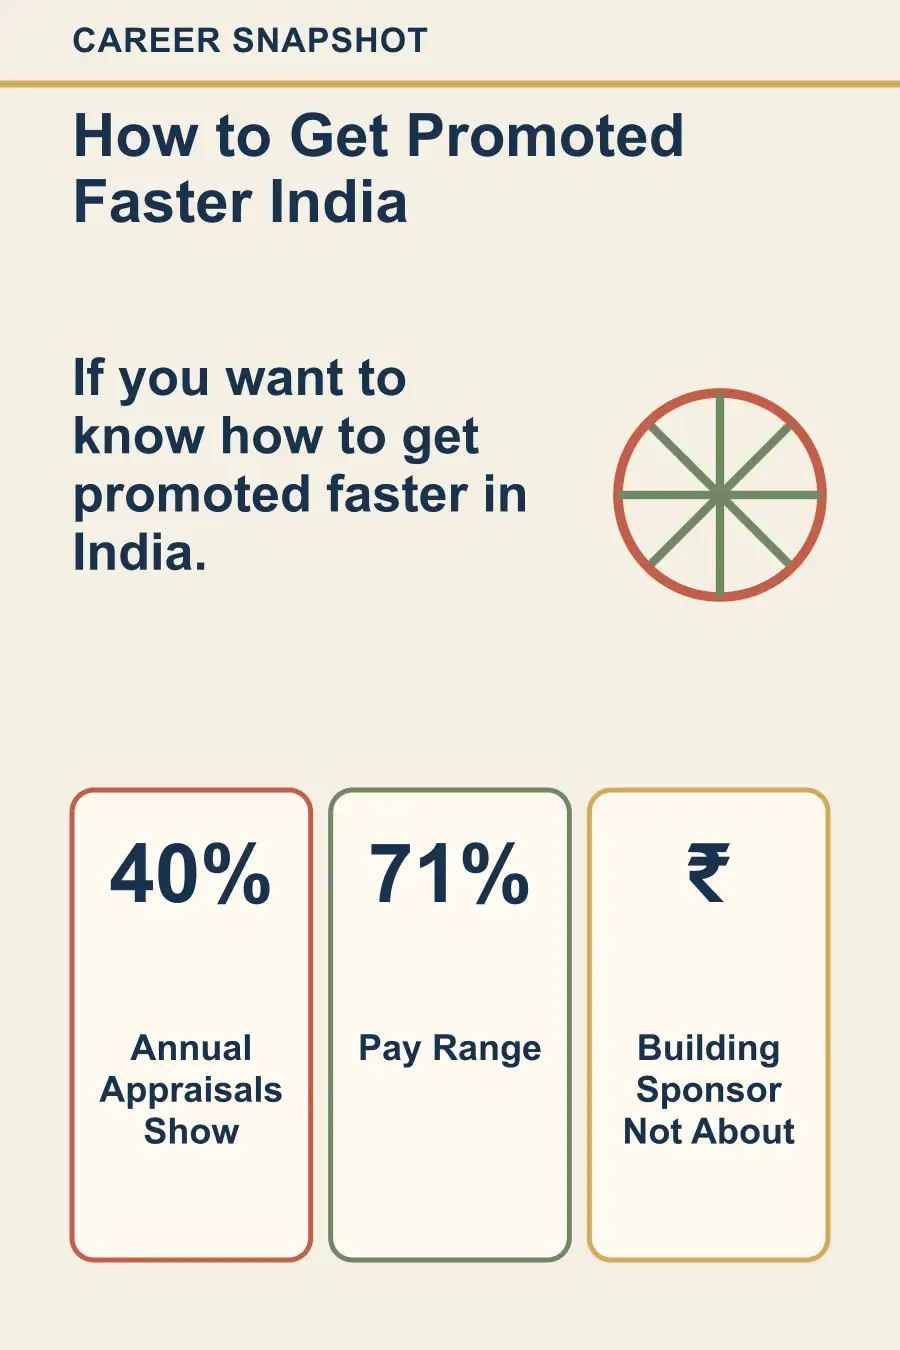 CAREER SNAPSHOT
How to Get Promoted
Faster India
If you want to
know how to get
promoted faster in
India.
40%
Annual
Appraisals
Show
71%
Pay Range
₹
Building
Sponsor
Not About